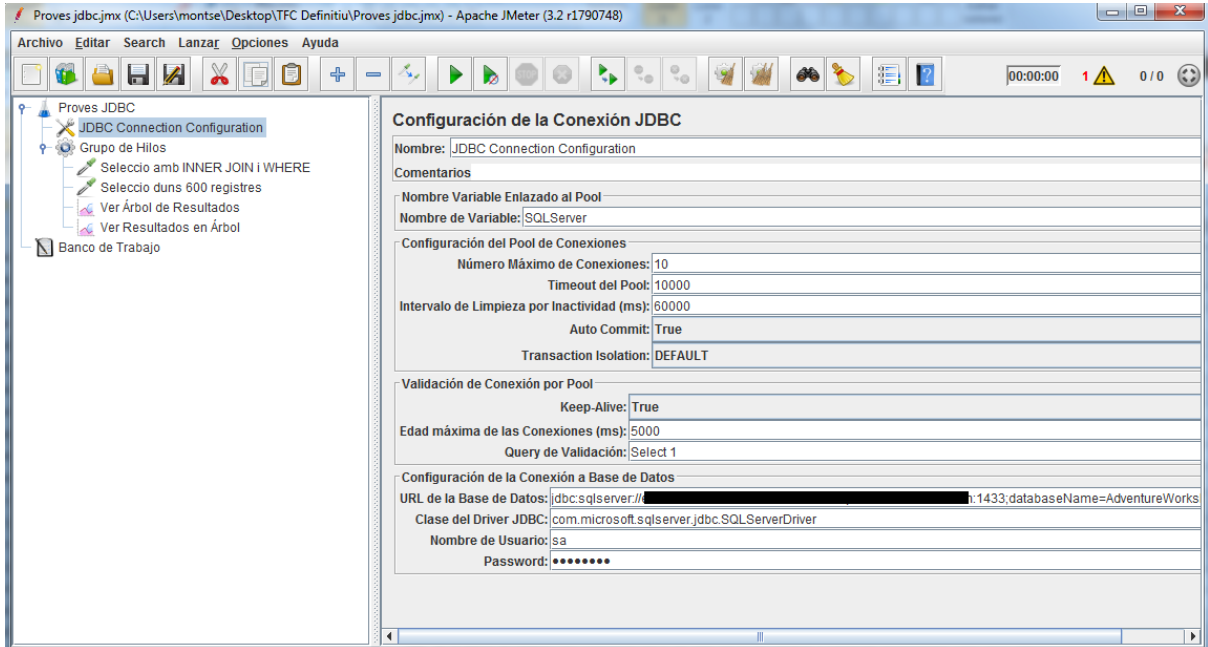 Proves jdbc.jmx (C:\Users\montse\Desktop\TFC Definitiu\Proves jdbc.jmx) - Apache JMeter (3.2 r1790748)
Archivo Editar Search Lanzar Opciones Ayuda
00:00:00 1 0 / 0
Proves JDBC
JDBC Connection Configuration
Grupo de Hilos
Seleccio amb INNER JOIN i WHERE
Seleccio duns 600 registres
Ver Árbol de Resultados
Ver Resultados en Árbol
Banco de Trabajo
Configuración de la Conexión JDBC
Nombre: JDBC Connection Configuration
Comentarios
Nombre Variable Enlazado al Pool
Nombre de Variable: SQLServer
Configuración del Pool de Conexiones
Número Máximo de Conexiones: 10
Timeout del Pool: 10000
Intervalo de Limpieza por Inactividad (ms): 60000
Auto Commit: True
Transaction Isolation: DEFAULT
Validación de Conexión por Pool
Keep-Alive: True
Edad máxima de las Conexiones (ms): 5000
Query de Validación: Select 1
Configuración de la Conexión a Base de Datos
URL de la Base de Datos: jdbc:sqlserver:// :1433;databaseName=AdventureWorks
Clase del Driver JDBC: com.microsoft.sqlserver.jdbc.SQLServerDriver
Nombre de Usuario: sa
Password: ••••••••